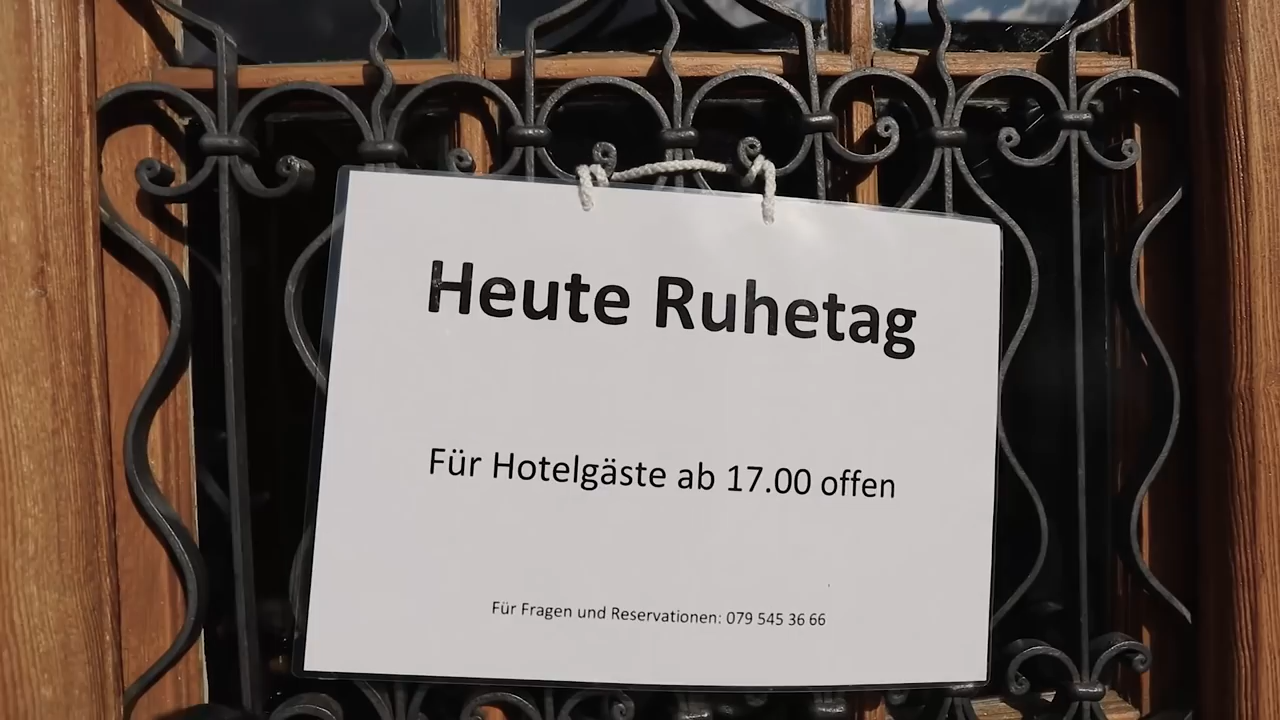 Heute Ruhetag
Für Hotelgäste ab 17.00 offen
Für Fragen und Reservationen: 079 545 36 66